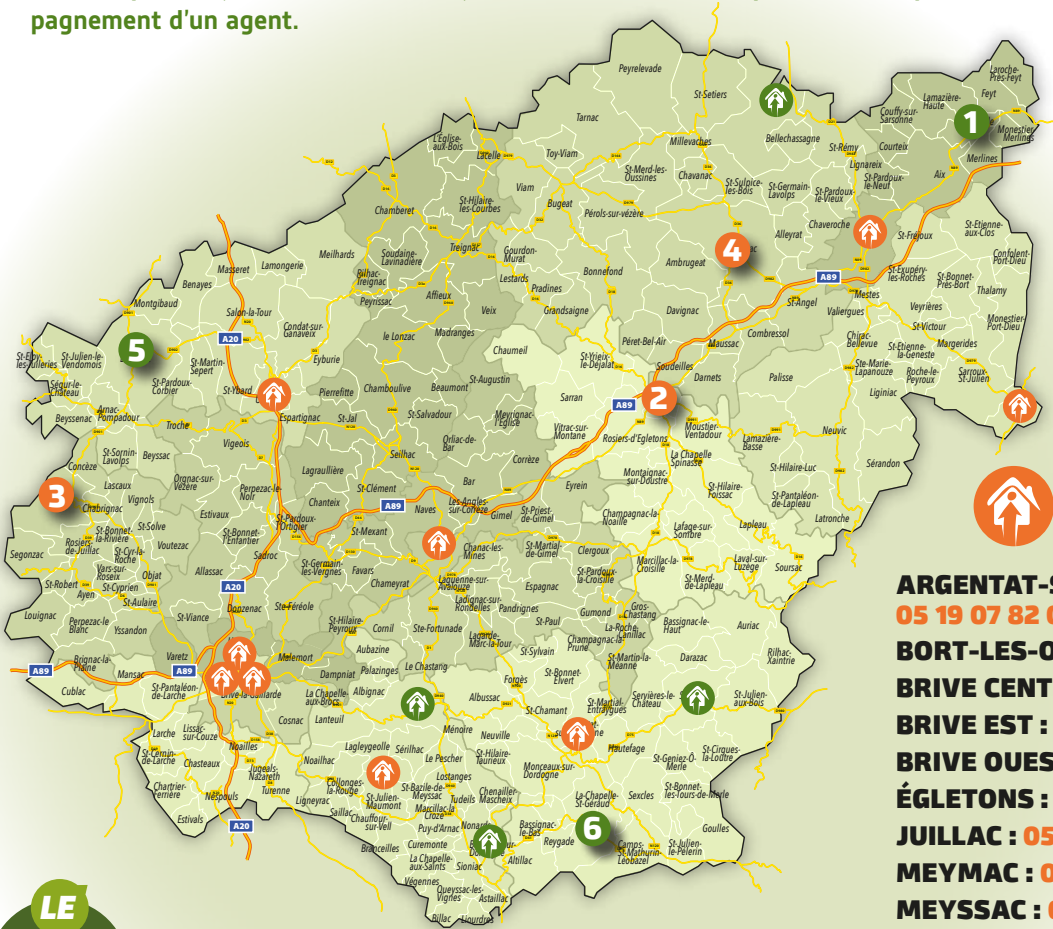 pagnement d'un agent.
Peyrelevade
St-Setiers
Tarnac
Laroche-
Près-Feyt
Feyt
Lamazière-
Haute
Couffy-sur-
Sarsonne
1
Monestier-
Merlines
Merlines
Courteix
Aix
Bellechassagne
St-Rémy
Lignareix
St-Pardoux-
le-Neuf
Millevaches
L'Église-
aux-Bois
Lacelle
Toy-Viam
St-Merd-les-
Oussines
Chavanac
St-Sulpice-
les-Bois
St-Germain-
Lavolps
St-Pardoux-
le-Vieux
Viam
Bugeat
Pérols-sur-vézère
St-Hilaire-
les-Courbes
Chamberet
Chaveroche
Alleyrat
St-Fréjoux
St-Etienne-
aux-Clos
Confolent-
Port-Dieu
4
Ambrugeat
Treignac
Gourdon-
Murat
Bonnefond
Soudaine-
Lavinadière
Meilhards
Lamongerie
Masseret
Benayes
Rilhac-
Treignac
Lestards
Pradines
A89
St-Exupéry-
les-Roches
St-Bonnet-
Près-Bort
Thalamy
Mestes
St-Angel
Valiergues
Veyrières
St-Victour
Monestier-
Port-Dieu
Affieux
Peyrissac
Veix
Grandsaigne
Davignac
Montgibaud
Salon-la-Tour
Condat-sur-
Ganaveix
le Lonzac
Madranges
Combressol
Maussac
Péret-Bel-Air
Chirac-
Bellevue
St-Etienne-
la-Geneste
Margerides
A20
5
Chaumeil
St-Yrieix-
le-Déjalat
Soudeilles
Darnets
Palisse
Ste-Marie-
Lapanouze
Roche-le-
Peyroux
Sarroux-
St-Julien
Liginiac
St-Eloy-
les-Tuileries
St-Julien-le-
Vendomois
St-Martin-
Sepert
Eyburie
Ségur-le-
Château
St-Pardoux-
Corbier
St-Ybard
Pierrefitte
Chamboulive
Beaumont
St-Augustin
Sarran
A89
2
Arnac-
Pompadour
Beyssenac
Troche
Espartignac
St-Jal
St-Salvadour
Meyrignac-
l'Eglise
Vitrac-sur-
Montane
Rosiers-d'Egletons
Moustier-
Ventadour
Neuvic
Vigeois
Orliac-de-
Bar
La Chapelle
Spinasse
Lamazière-
Basse
Sérandon
St-Sornin-
Lavolps
Beyssac
Seilhac
Corrèze
Concèze
Lascaux
Orgnac-sur-
Vézère
Perpezac-le-
Noir
Lagraullière
Montaignac-
sur-Doustre
St-Hilaire-Luc
St-Hilaire-
Foissac
St-Pantaléon-
de-Lapleau
3
Chabrignac
Vignols
Estivaux
Chanteix
St-Clément
Bar
Eyrein
A89
Naves
Les-Angles-
sur-Corrèze
Gimel
St-Priest-
de-Gimel
Champagnac-la-
Noaille
Latronche
Lapleau
Lafage-sur-
Sombre
St-Bonnet-
la-Rivière
St-Solve
Voutezac
St-Bonnet-
l'Enfantier
St-Pardoux-
l'Ortigier
St-Mexant
Rosiers-
de-Juillac
St-Cyr-la-
Roche
Segonzac
Vars-sur-
Roseix
Objat
Sadroc
St-Germain-
les-Vergnes
Favars
Chanac-les-
Mines
St-Martial-
de-Gimel
Clergoux
Marcillac-la-
Croisille
Laval-sur-
Luzège
Soursac
St-Robert
St-Cyprien
Ayen
Allassac
Chameyrat
Laguenne-sur-
Avalouze
St-Pardoux-
la-Croisille
Espagnac
St-Merd-
de-Lapleau
A20
St-Aulaire
Donzenac
Ste-Féréole
Ladignac-sur-
Rondelles
Pandrignes
Louignac
Perpezac-le-
Blanc
Yssandon
St-Viance
St-Hilaire-
Peyroux
Cornil
Ste-Fortunade
St-Paul
Gumond
Gros-
Chastang
La-Roche-
Canillac
Bassignac-le-
Haut
Auriac
Aubazine
Lagarde-
Marc-la-Tour
Champagnac-la-
Prune
Rilhac-
Xaintrie
Brignac-la-
Plaine
Varetz
Malemort
Palazinges
St-Sylvain
St-Martin-la-
Méanne
Darazac
A89
Mansac
A89
Dampniat
Le Chastang
St-Bonnet-
Elvert
Cublac
St-Pantaléon-
de-Larche
Brive-la-Gaillarde
La Chapelle-
aux-Brocs
Albignac
Forgès
Albussac
St-Martial-
Entraygues
Servières-le-
Château
St-Julien-
aux-Bois
Cosnac
Lanteuil
St-Chamant
Larche
Lissac-
sur-Couze
Noailles
Ménoire
Neuville
Hautefage
St-Cirques-
la-Loutre
St-Cernin-
de-Larche
Chasteaux
Jugeals-
Nazareth
Noailhac
Lagleygeolle
Sérilhac
Le Pescher
St-Hilaire-
Taurieux
Monceaux-sur-
Dordogne
St-Geniez-Ô-
Merle
Chartrier-
Ferrière
Nespouls
Turenne
Collonges-
la-Rouge
Lostanges
St-Bazile-de-
Meyssac
Chenailler-
Mascheix
La-Chapelle-
St-Géraud
Sexcles
St-Bonnet-
les-Tours-de-Merle
Ligneyrac
St-Julien-
Maumont
Tudeils
Marcillac-la-
Croze
Saillac
Chauffour-
sur-Vell
Puy-d'Arnac
Nonards
Bassignac-
le-Bas
Reygade
6
Goulles
Estivals
A20
Branceilles
Curemonte
La Chapelle-
aux-Saints
Sioniac
Altillac
Camps-
St-Mathurin-
Léobazel
St-Julien-
le-Pèlerin
Végennes
Queyssac-les-
Vignes
Astaillac
Billac
Liourdres
LE
ARGENTAT-S
05 19 07 82
BORT-LES-O
BRIVE CENT
BRIVE EST :
BRIVE OUES
ÉGLETONS :
JUILLAC : 05
MEYMAC : 0
MEYSSAC :